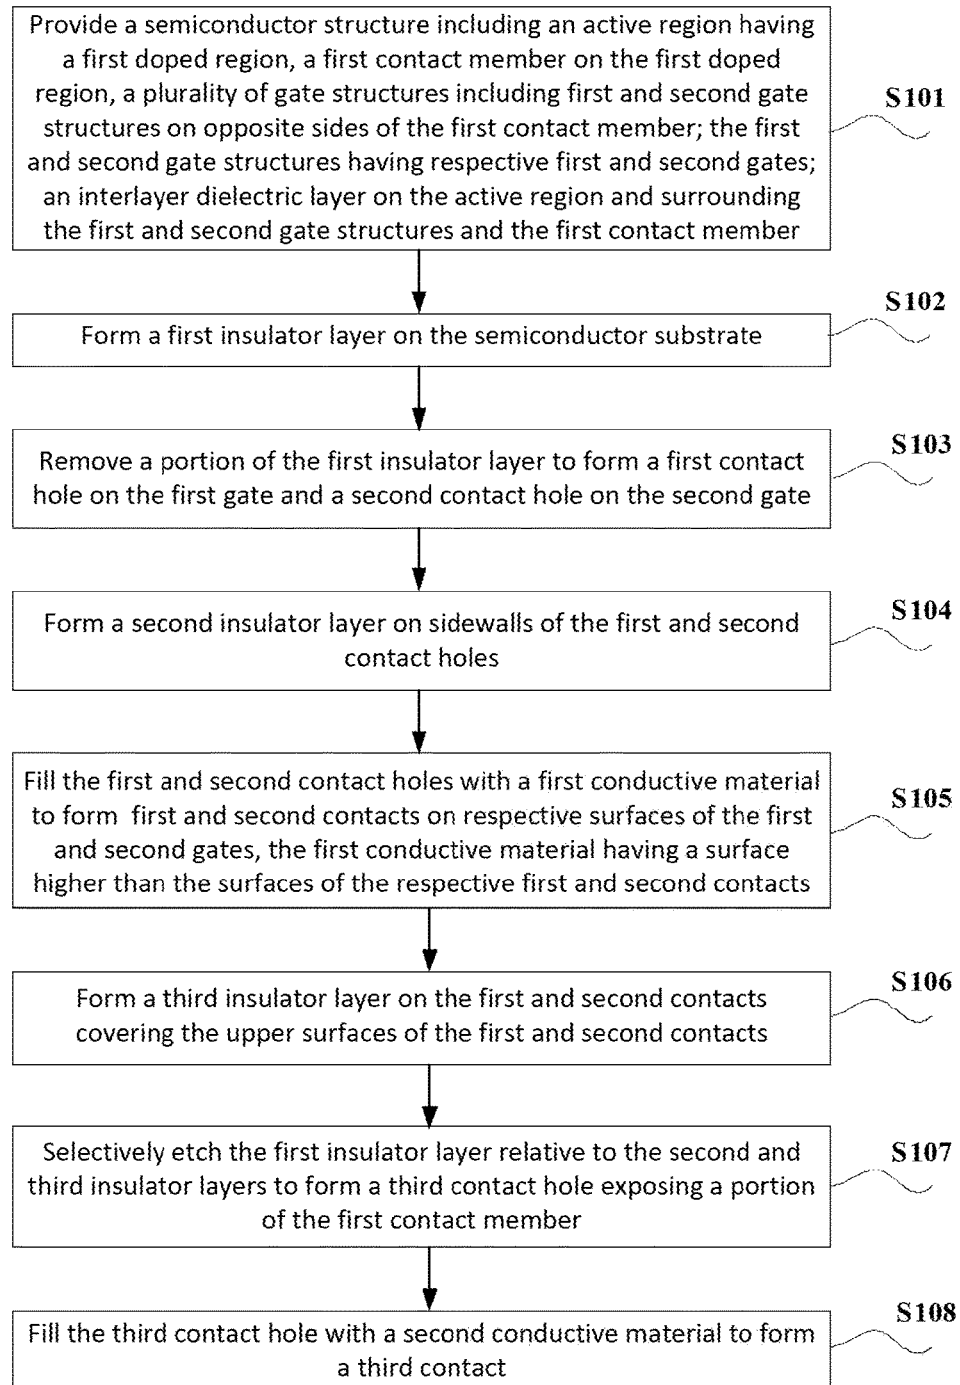 Provide a semiconductor structure including an active region having
a first doped region, a first contact member on the first doped
region, a plurality of gate structures including first and second gate
structures on opposite sides of the first contact member; the first
and second gate structures having respective first and second gates;
an interlayer dielectric layer on the active region and surrounding
the first and second gate structures and the first contact member
S101
S102
Form a first insulator layer on the semiconductor substrate
S103
Remove a portion of the first insulator layer to form a first contact
hole on the first gate and a second contact hole on the second gate
S104
Form a second insulator layer on sidewalls of the first and second
contact holes
S105
Fill the first and second contact holes with a first conductive material
to form first and second contacts on respective surfaces of the first
and second gates, the first conductive material having a surface
higher than the surfaces of the respective first and second contacts
S106
Form a third insulator layer on the first and second contacts
covering the upper surfaces of the first and second contacts
S107
Selectively etch the first insulator layer relative to the second and
third insulator layers to form a third contact hole exposing a portion
of the first contact member
S108
Fill the third contact hole with a second conductive material to form
a third contact